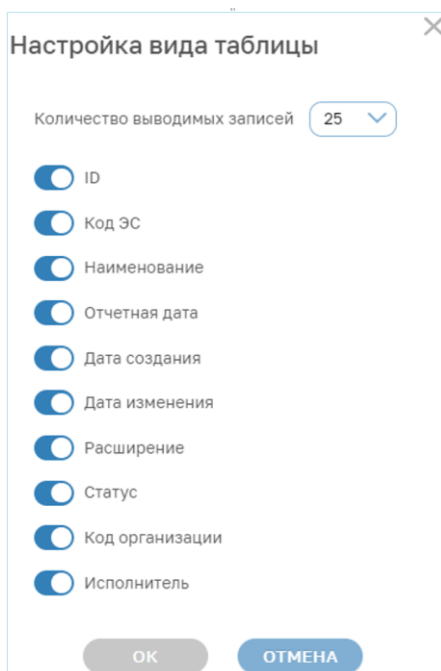 Настройка вида таблицы
Количество выводимых записей 25
ID
Код ЭС
Наименование
Отчетная дата
Дата создания
Дата изменения
Расширение
Статус
Код организации
Исполнитель
ОК
ОТМЕНА